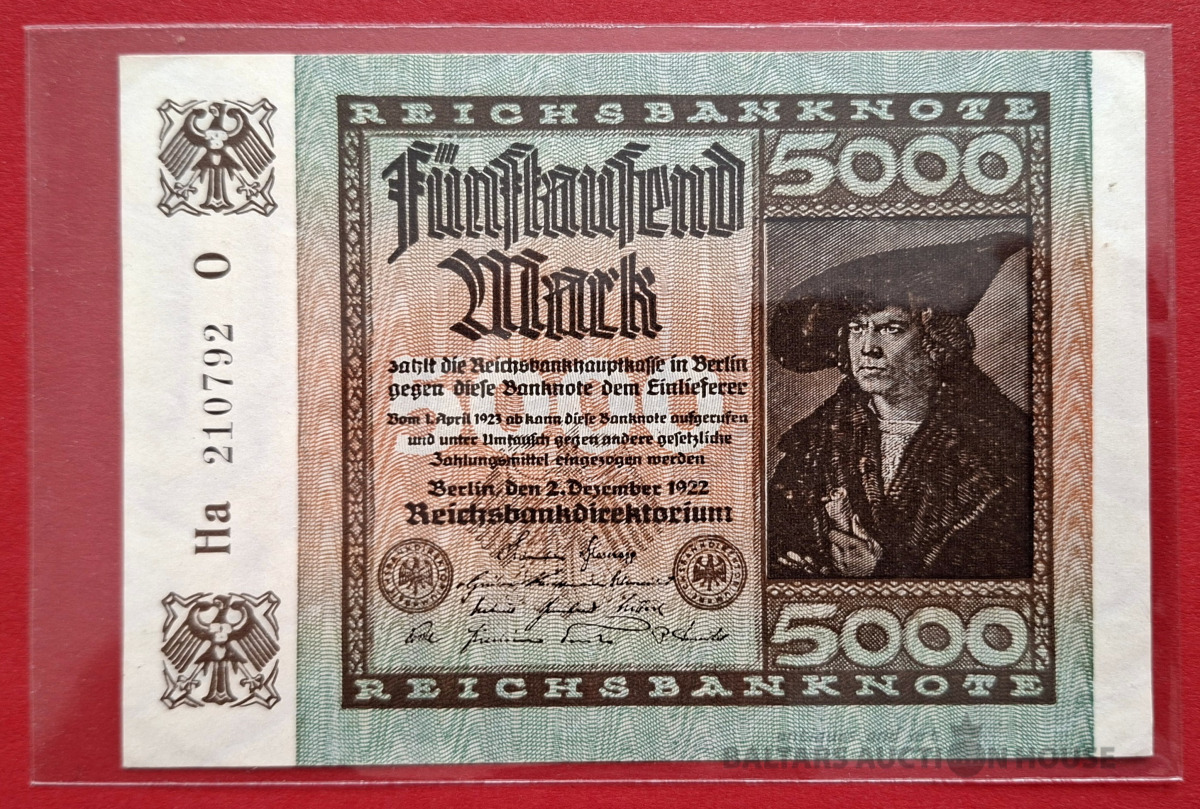 REICHSBANKNOTE
Fünftausend
Mark
zahlt die Reichsbankhauptkasse in Berlin
gegen diese Banknote dem Einlieferer
Vom 1. April 1923 ab kann diese Banknote aufgerufen
und unter Umtausch gegen andere gesetzliche
Zahlungsmittel eingezogen werden
Berlin, den 2. Dezember 1922
Reichsbankdirektorium
5000
5000
REICHSBANKNOTE
Ha 210792 O
5000
BALTARS AUCTION HOUSE